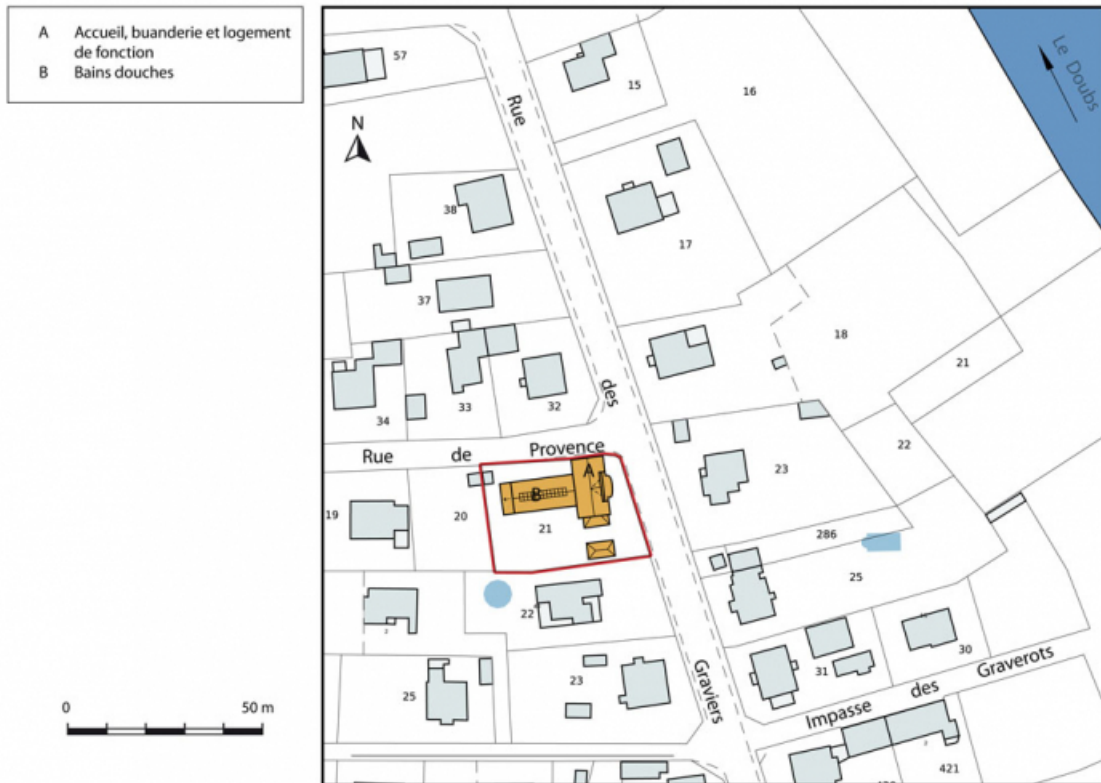 A Accueil, buanderie et logement
de fonction
B Bains douches
N
0 50 m
Le Doubs
57
15
16
Rue
38
17
37
18
des
21
34
33
32
22
Rue de Provence
A
23
B
19
20
21
286
25
22
2
30
31
Graverots
25
23
Graviers
des
Impasse
2
421